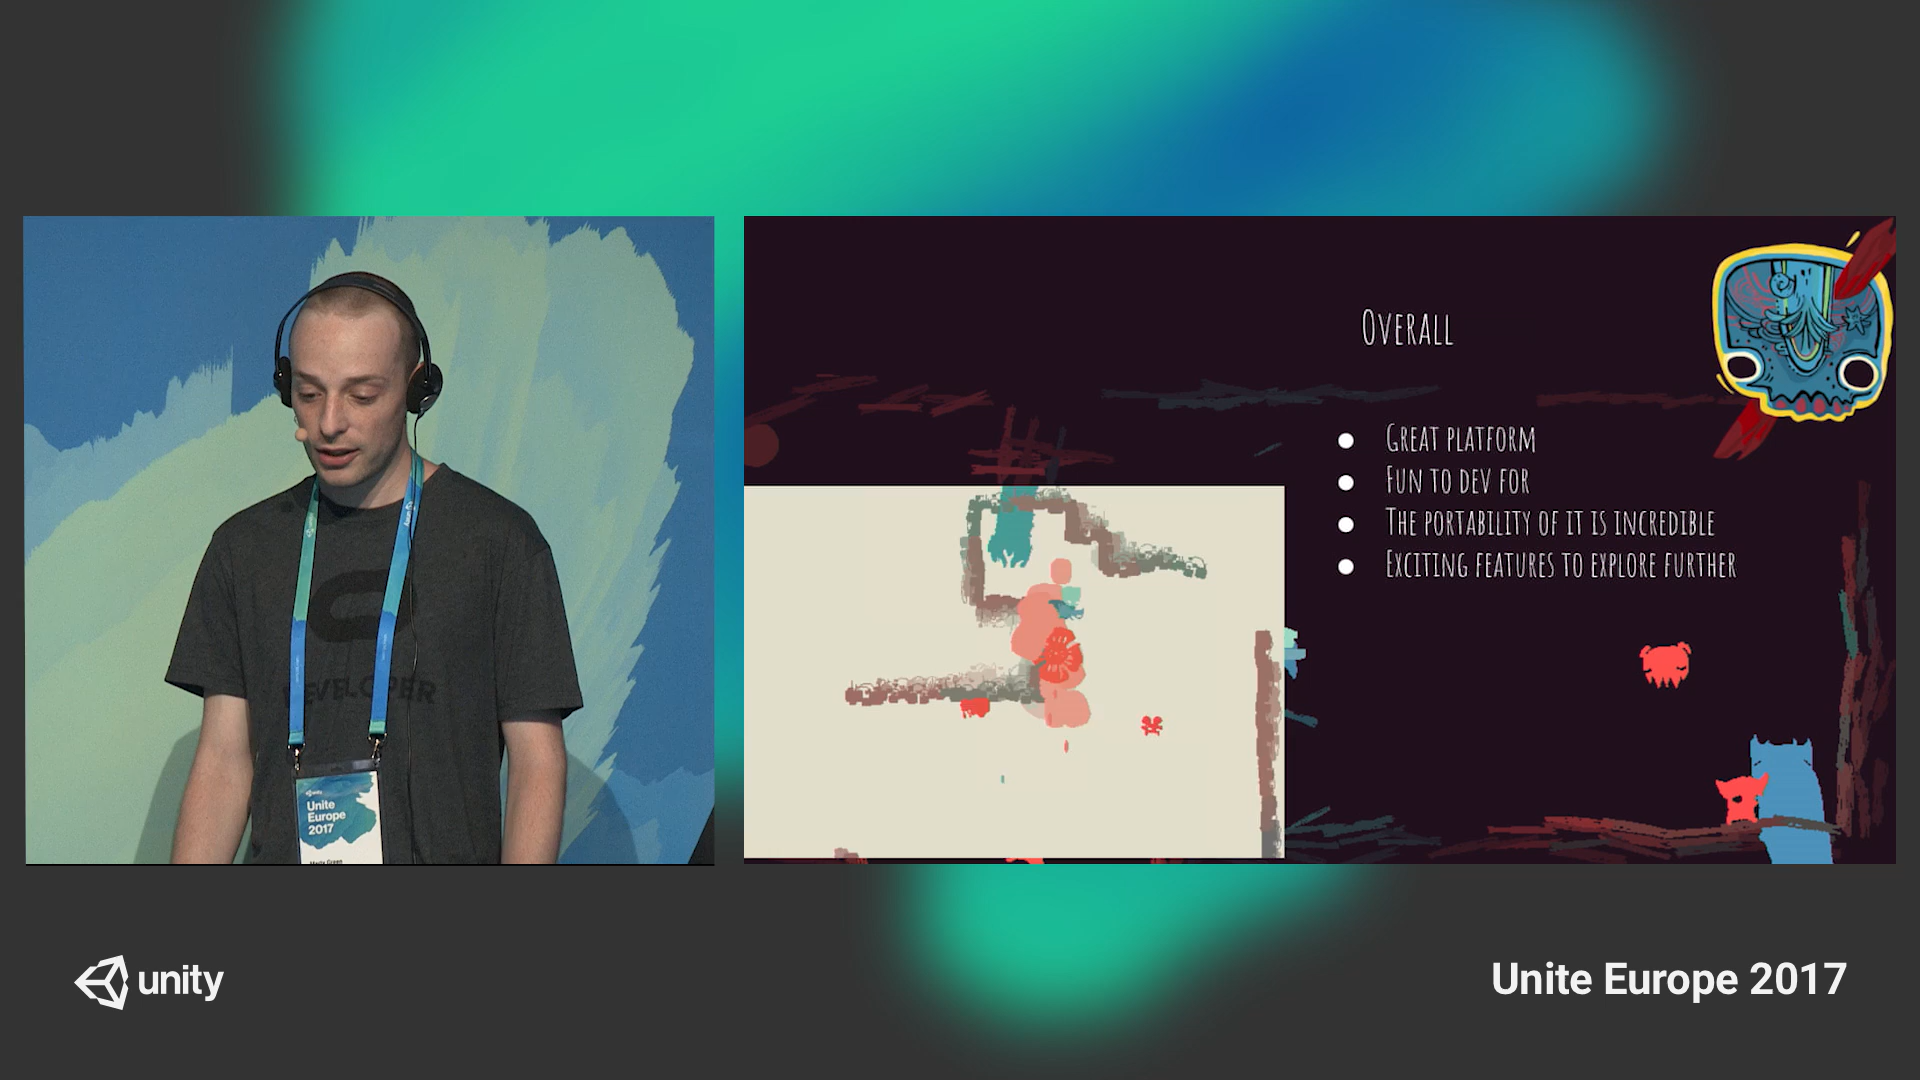 OVERALL
GREAT PLATFORM
FUN TO DEV FOR
THE PORTABILITY OF IT IS INCREDIBLE
EXCITING FEATURES TO EXPLORE FURTHER
DEVELOPER
Unite
Europe
2017
unity
Unite Europe 2017